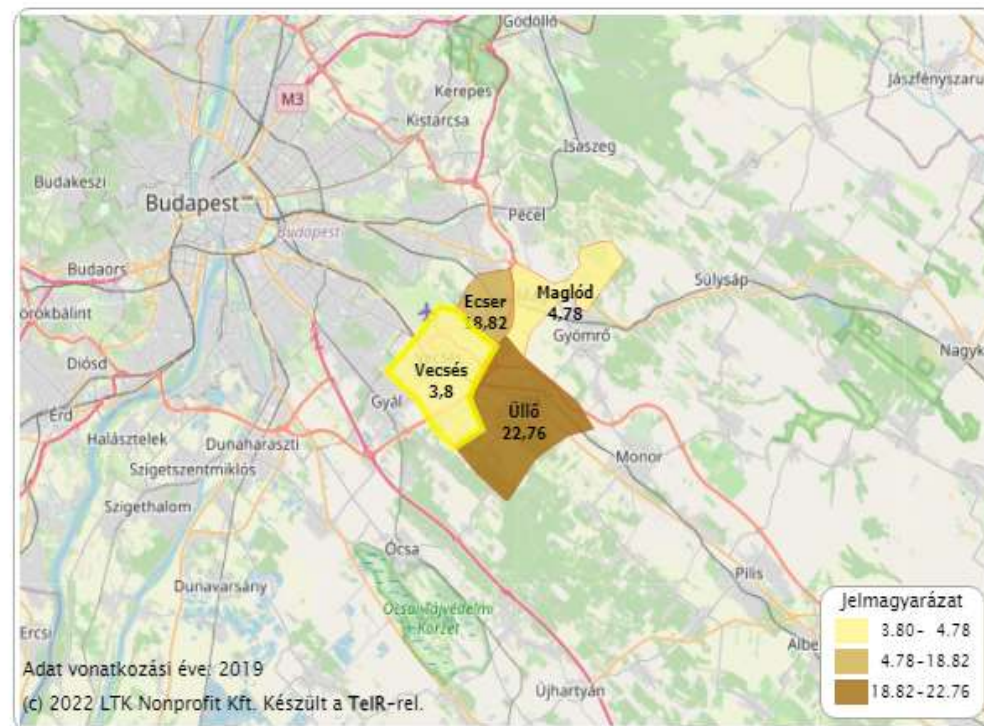 Gödöllő
Jászfényszaru
Kerepes
M3
Kistarcsa
Isaszeg
Budakeszi
Budapest
Pécel
Budapest
Budaörs
Ecser
18,82
Maglód
4,78
Sülysáp
Törökbálint
Gyömrő
Vecsés
3,8
Nagyk
Diósd
Gyál
Üllő
22,76
Érd
Halásztelek
Dunaharaszti
Monor
Szigetszentmiklós
Szigethalom
Ócsa
Pilis
Dunavarsány
Ócsai Tájvédelmi
Körzet
Jelmagyarázat
3.80- 4.78
4.78-18.82
18.82-22.76
Ercsi
Albe
Adat vonatkozási éve: 2019
(c) 2022 LTK Nonprofit Kft. Készült a TeIR-rel.
Újhartyán